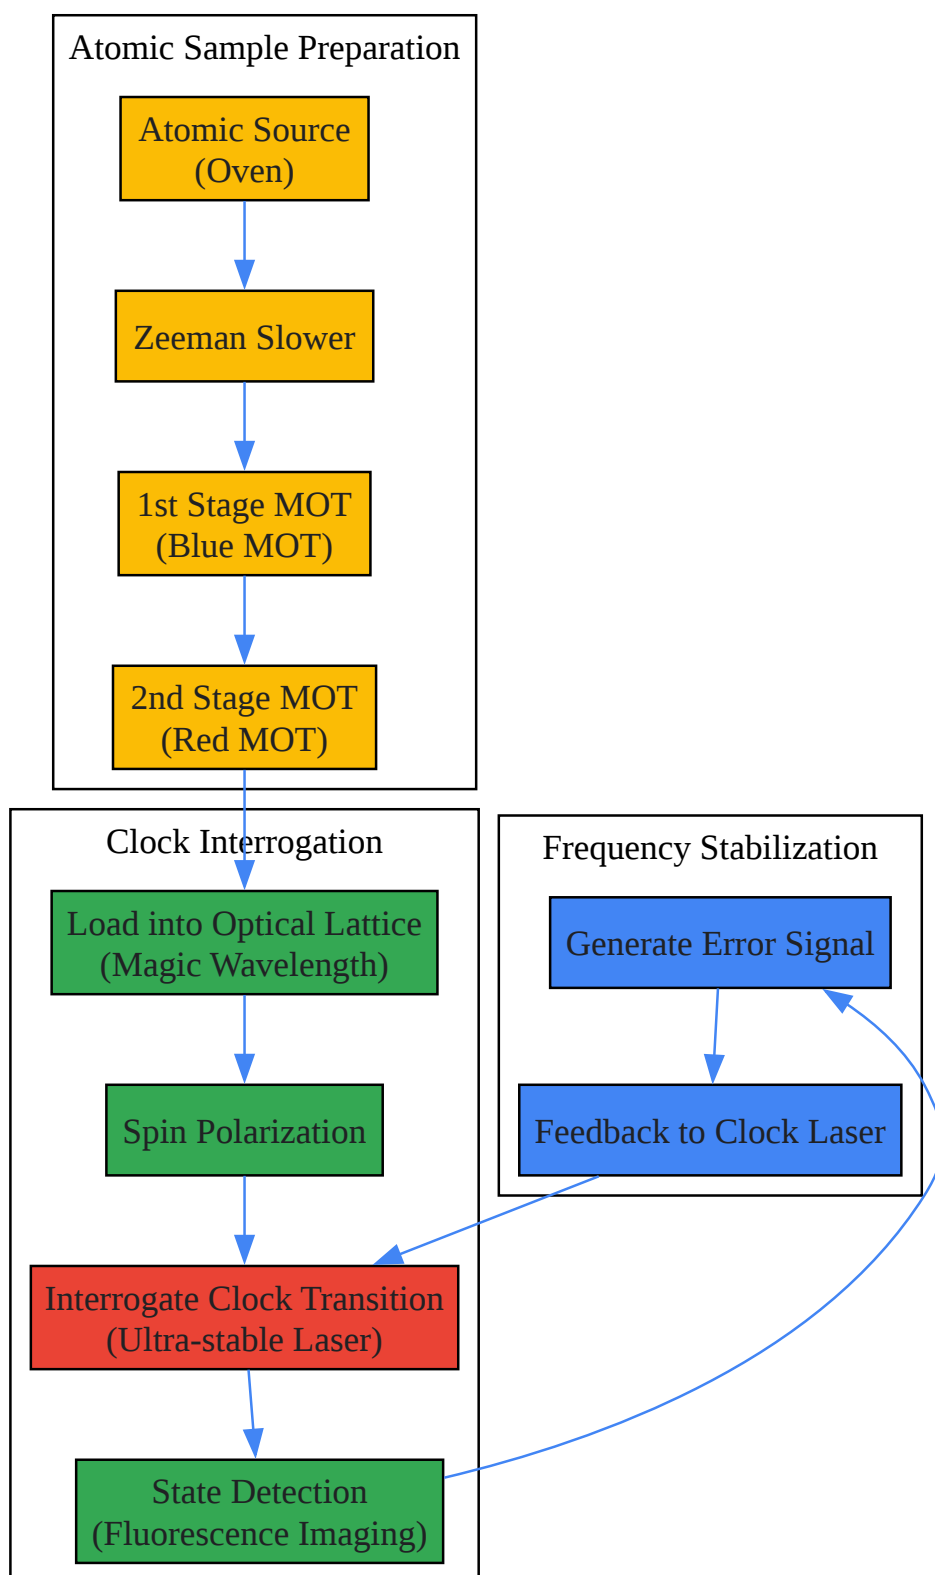 Atomic Sample Preparation
Atomic Source
(Oven)
Zeeman Slower
1st Stage MOT
(Blue MOT)
2nd Stage MOT
(Red MOT)
Clock Interrogation
Load into Optical Lattice
(Magic Wavelength)
Spin Polarization
Interrogate Clock Transition
(Ultra-stable Laser)
State Detection
(Fluorescence Imaging)
Frequency Stabilization
Generate Error Signal
Feedback to Clock Laser